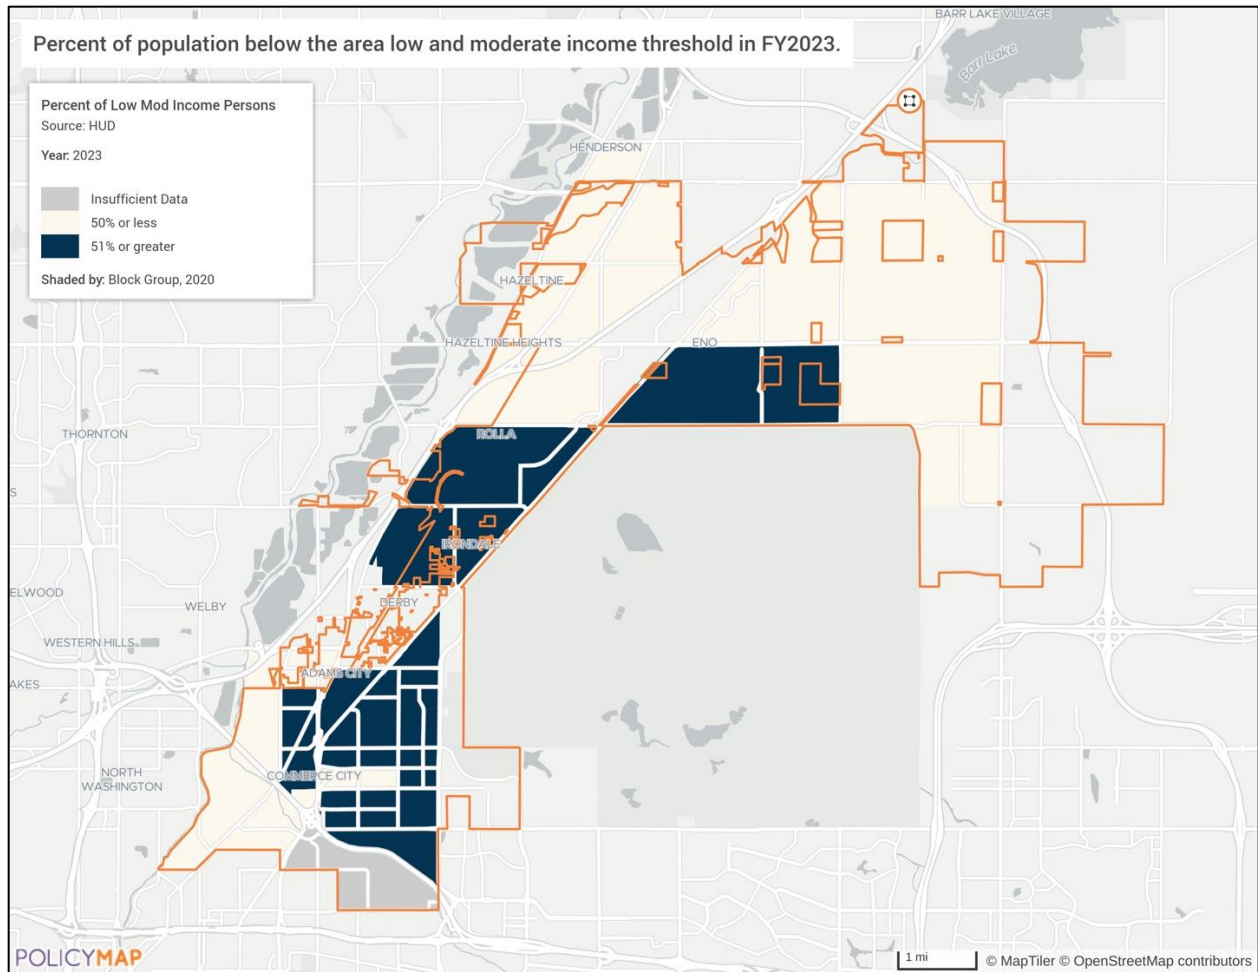 BARR LAKE VILLAGE
Percent of population below the area low and moderate income threshold in FY2023.
Barr Lake
Percent of Low Mod Income Persons
Source: HUD
Year: 2023
Insufficient Data
50% or less
51% or greater
Shaded by: Block Group, 2020
HENDERSON
HAZELTINE
HAZELTINE HEIGHTS
ENO
THORNTON
ROLLA
S
IRONDALE
ELWOOD
WELBY
DERBY
WESTERN HILLS
ADAMS CITY
AKES
NORTH
WASHINGTON
COMMERCE CITY
POLICYMAP
1 mi
© MapTiler © OpenStreetMap contributors